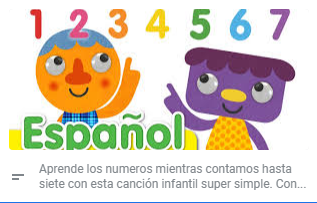 1 2 3 4 5 6 7
Español
Aprende los numeros mientras contamos hasta
siete con esta canción infantil super simple. Con...